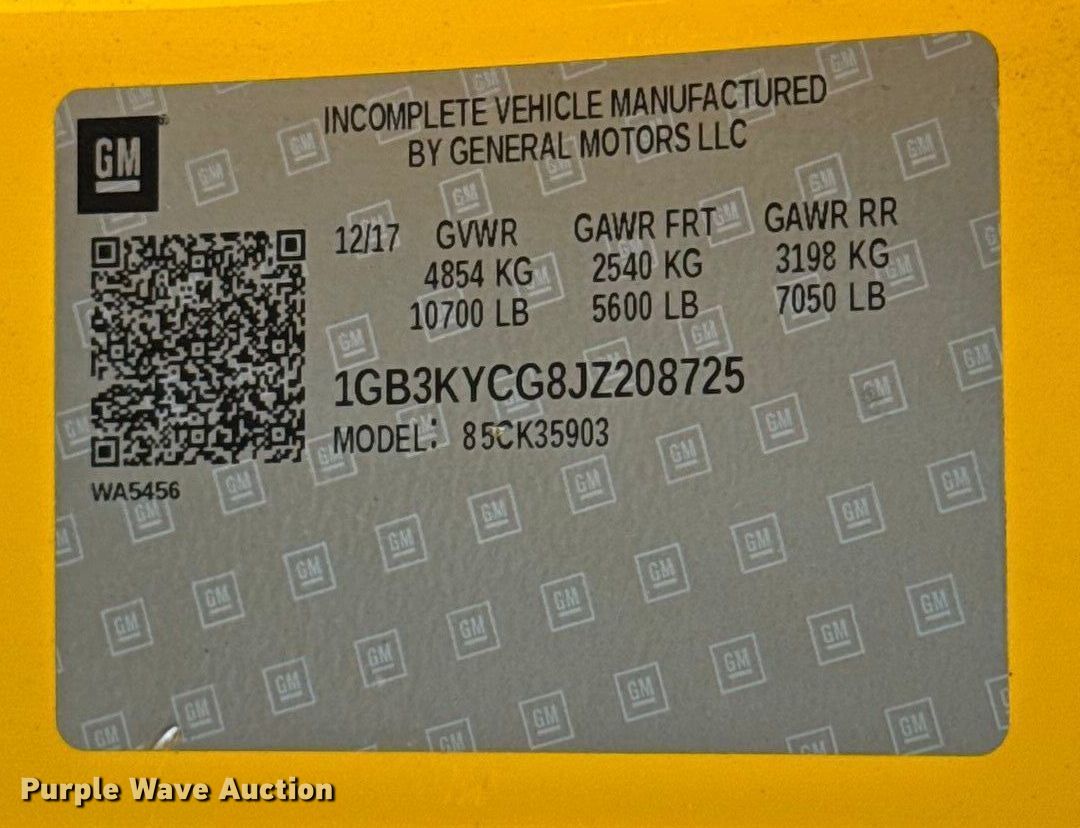 GM
INCOMPLETE VEHICLE MANUFACTURED
BY GENERAL MOTORS LLC
12/17 GVWR GAWR FRT GAWR RR
4854 KG 2540 KG 3198 KG
10700 LB 5600 LB 7050 LB
1GB3KYCG8JZ208725
MODEL: 85CK35903
WA5456
Purple Wave Auction